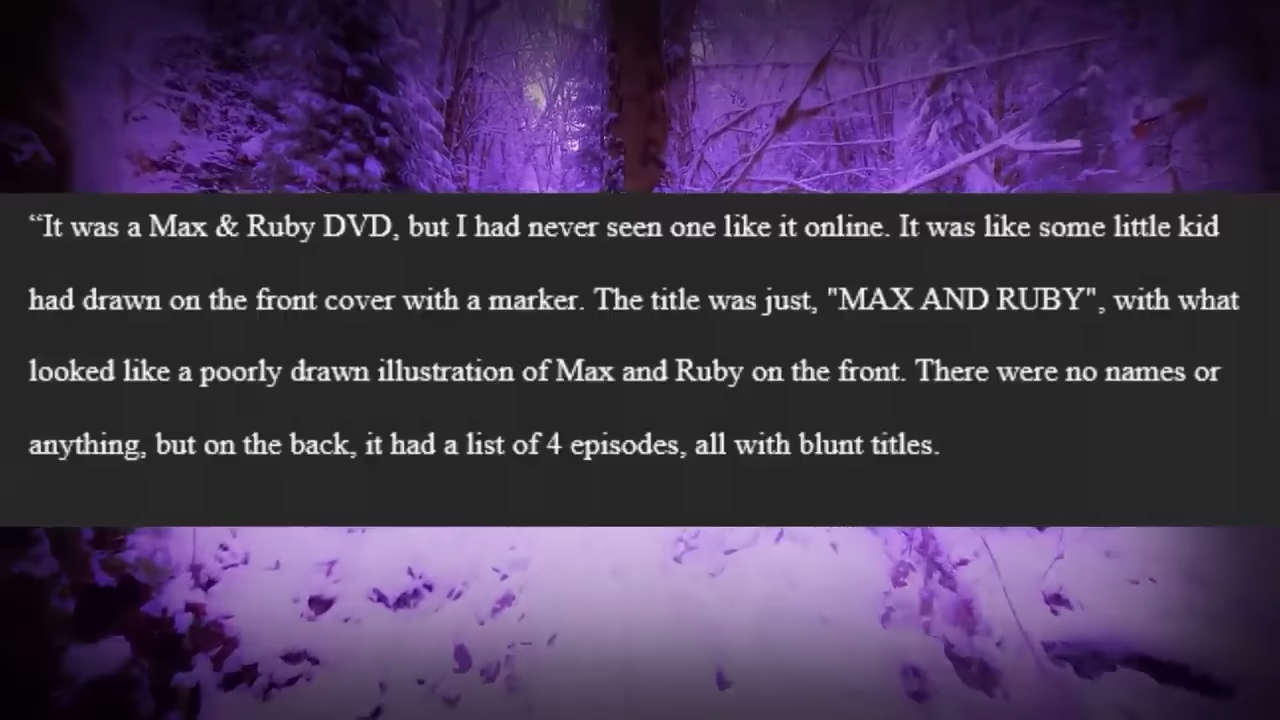 “It was a Max & Ruby DVD, but I had never seen one like it online. It was like some little kid
had drawn on the front cover with a marker. The title was just, "MAX AND RUBY", with what
looked like a poorly drawn illustration of Max and Ruby on the front. There were no names or
anything, but on the back, it had a list of 4 episodes, all with blunt titles.